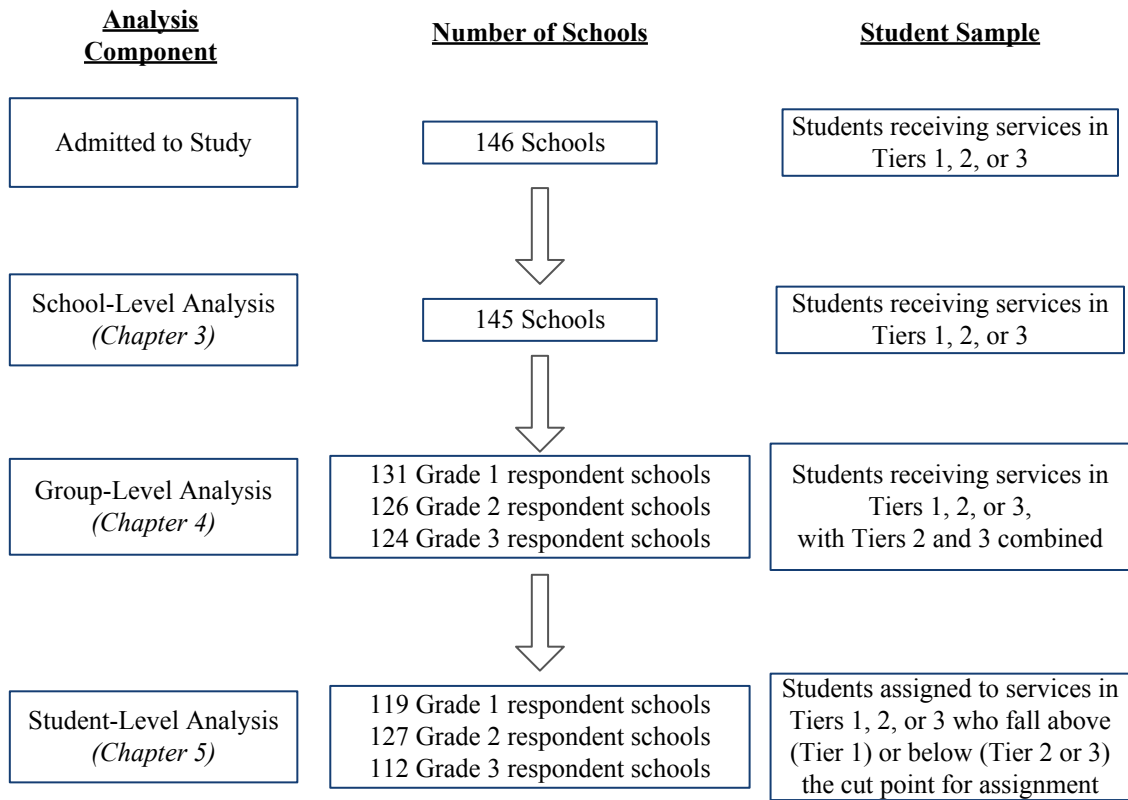 Analysis
Component
Number of Schools
Student Sample
Admitted to Study
146 Schools
Students receiving services in
Tiers 1, 2, or 3
School-Level Analysis
(Chapter 3)
145 Schools
Students receiving services in
Tiers 1, 2, or 3
Group-Level Analysis
(Chapter 4)
131 Grade 1 respondent schools
126 Grade 2 respondent schools
124 Grade 3 respondent schools
Students receiving services in
Tiers 1, 2, or 3,
with Tiers 2 and 3 combined
Student-Level Analysis
(Chapter 5)
119 Grade 1 respondent schools
127 Grade 2 respondent schools
112 Grade 3 respondent schools
Students assigned to services in
Tiers 1, 2, or 3 who fall above
(Tier 1) or below (Tier 2 or 3)
the cut point for assignment